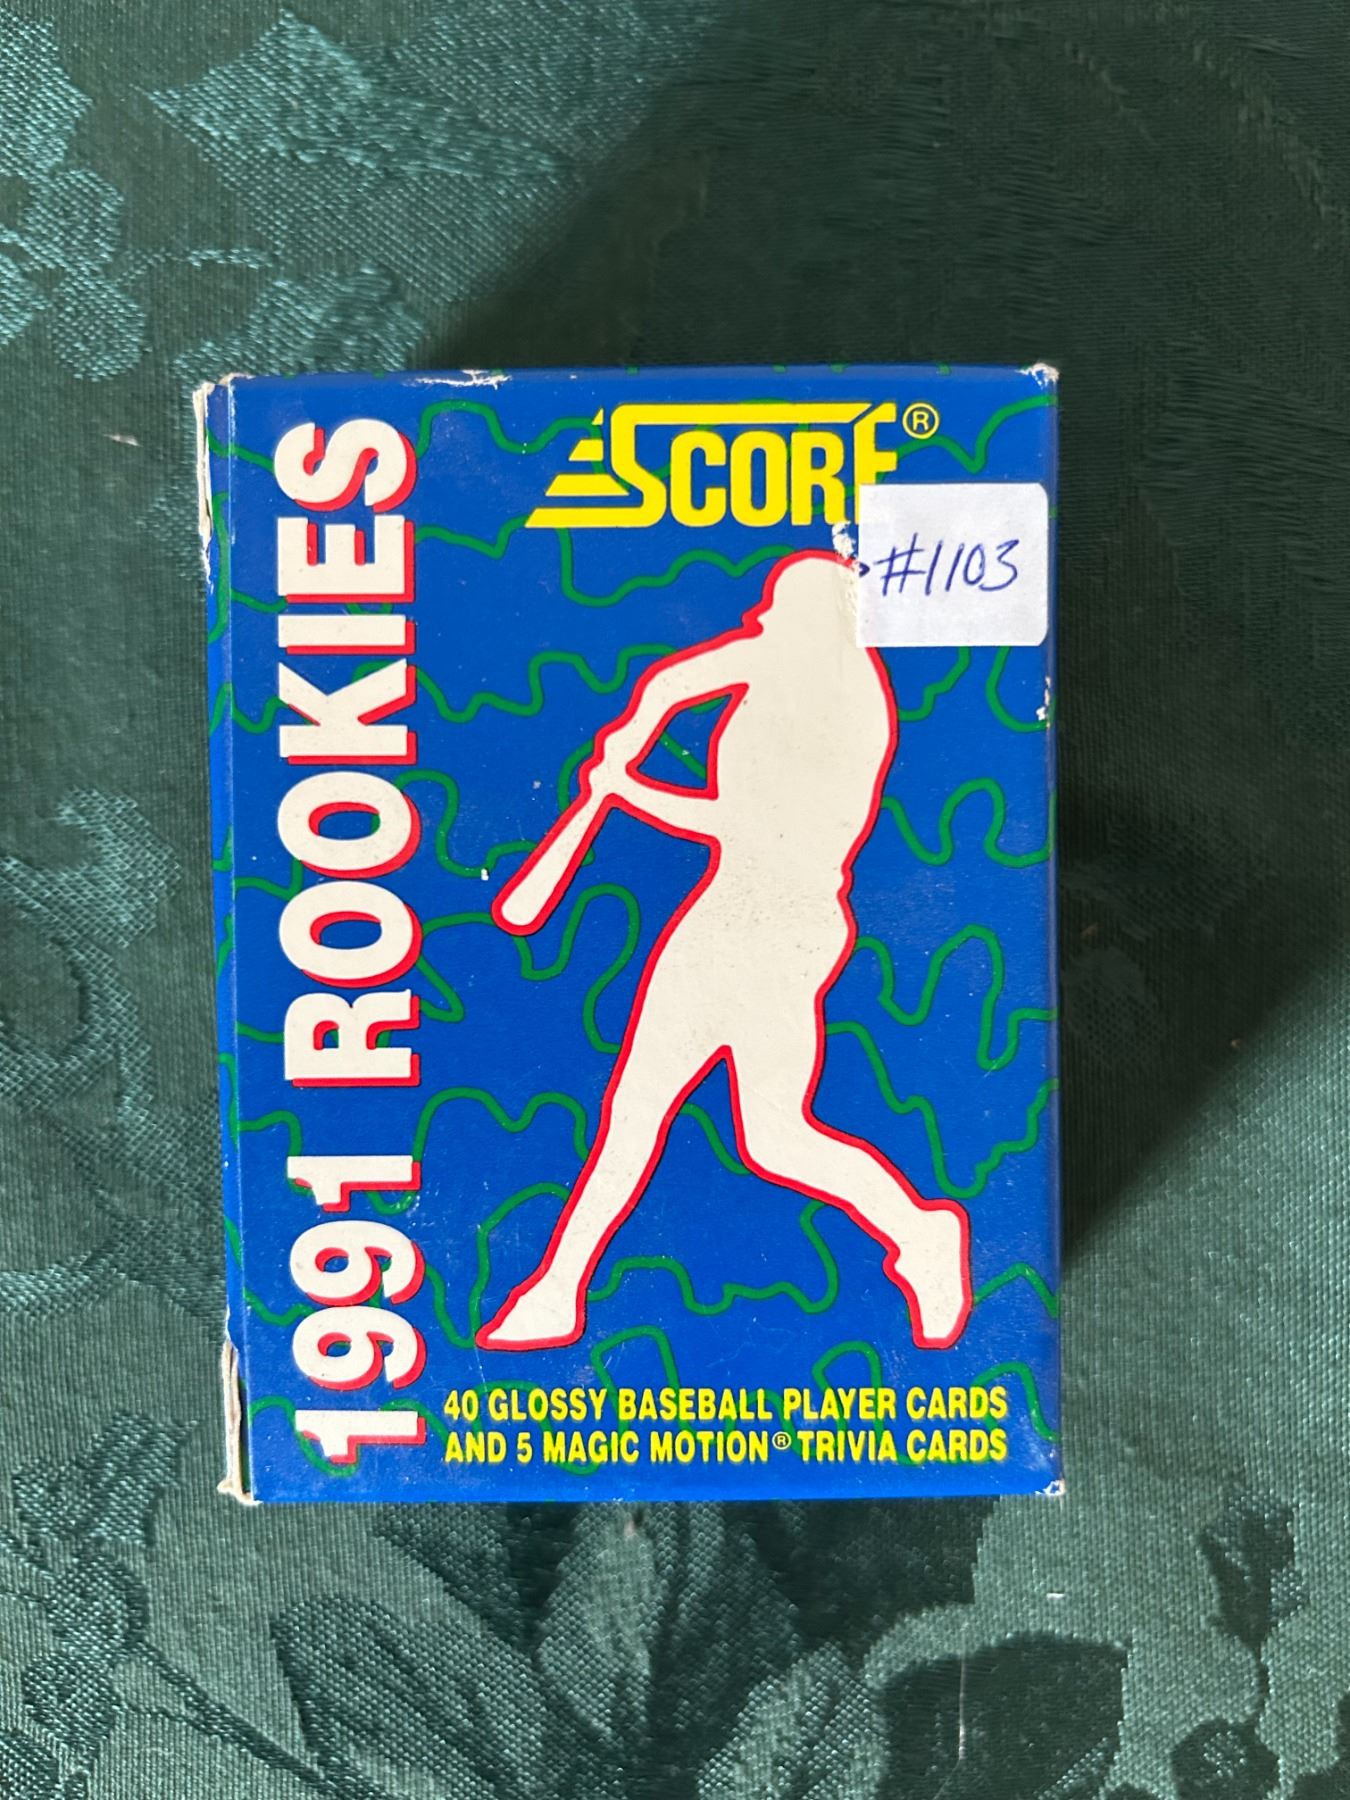 SCORE®
#1103
1991 ROOKIES
40 GLOSSY BASEBALL PLAYER CARDS
AND 5 MAGIC MOTION® TRIVIA CARDS